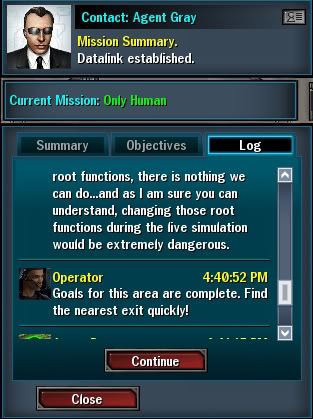 Contact: Agent Gray
Mission Summary.
Datalink established.
Current Mission: Only Human
Summary Objectives Log
root functions, there is nothing we
can do...and as I am sure you can
understand, changing those root
functions during the live simulation
would be extremely dangerous.
Operator 4:40:52 PM
Goals for this area are complete. Find
the nearest exit quickly!
Continue
Close